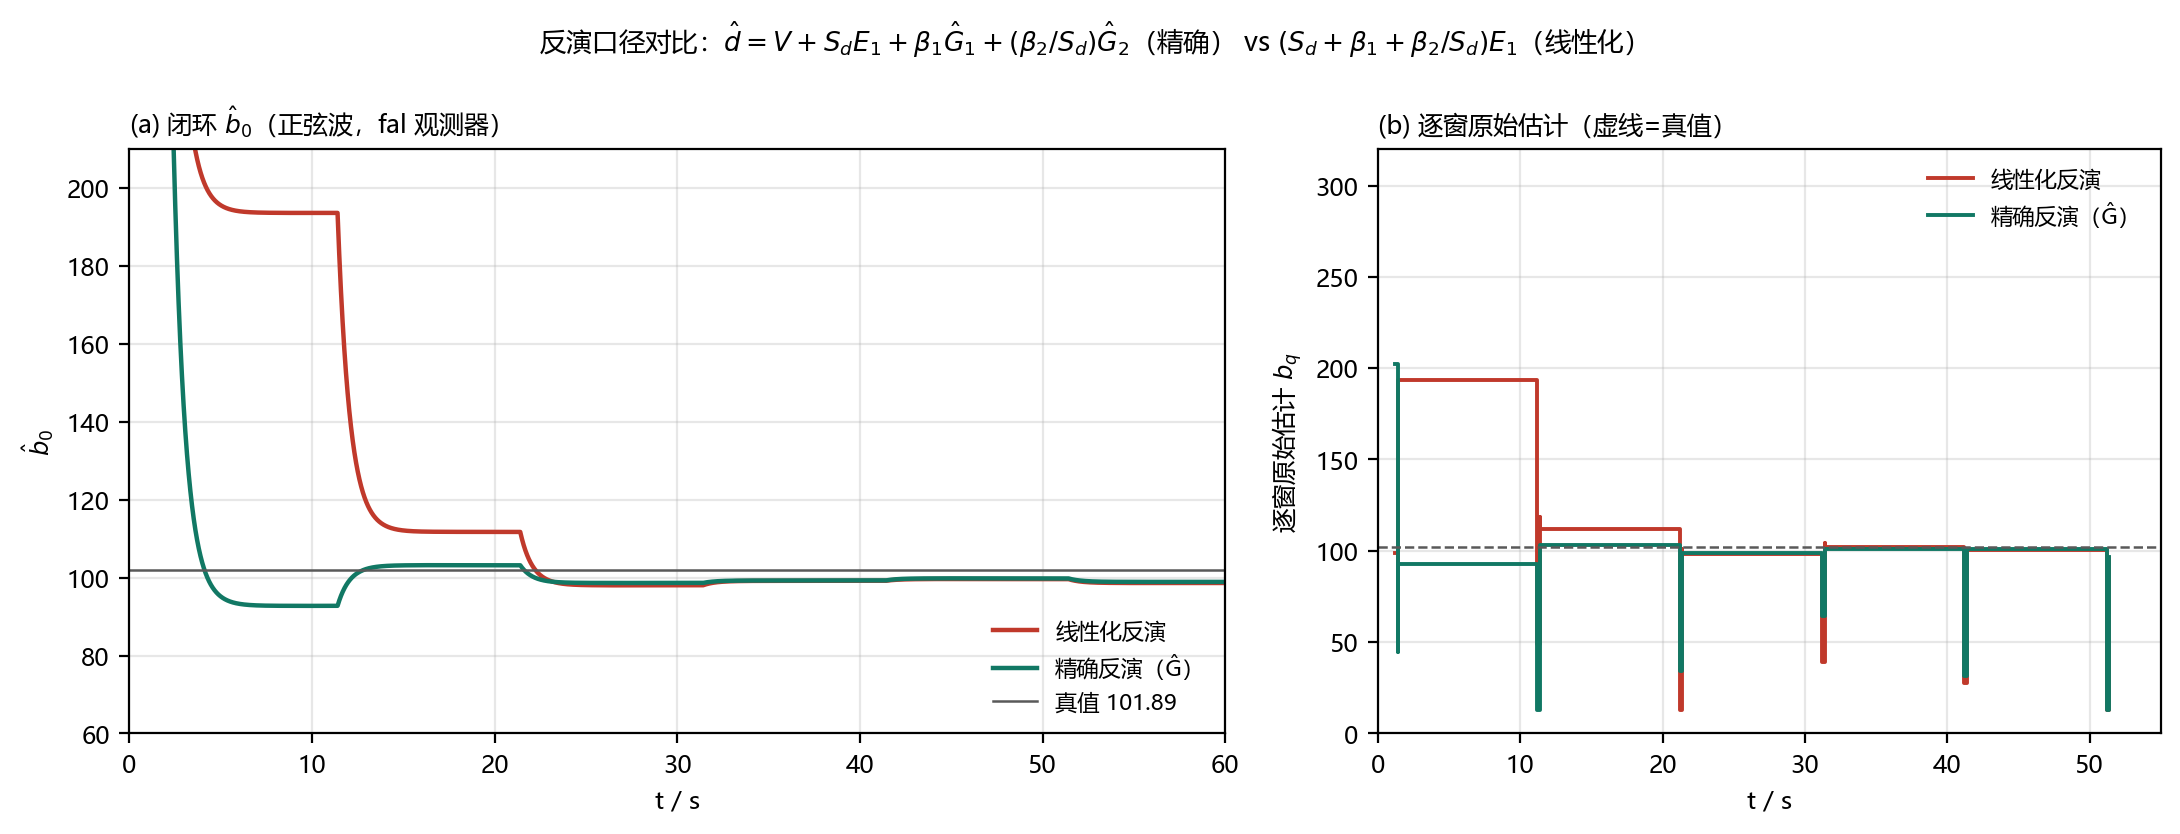 反演口径对比：d̂ = V + S_dE_1 + β_1Ĝ_1 + (β_2/S_d)Ĝ_2（精确） vs (S_d + β_1 + β_2/S_d)E_1（线性化）
(a) 闭环 b̂_0（正弦波，fal 观测器）
200
180
160
140
120
100
80
60
b̂_0
0 10 20 30 40 50 60
t / s
线性化反演
精确反演（Ĝ）
真值 101.89
(b) 逐窗原始估计（虚线=真值）
300
250
200
150
100
50
0
逐窗原始估计 b_q
0 10 20 30 40 50
t / s
线性化反演
精确反演（Ĝ）